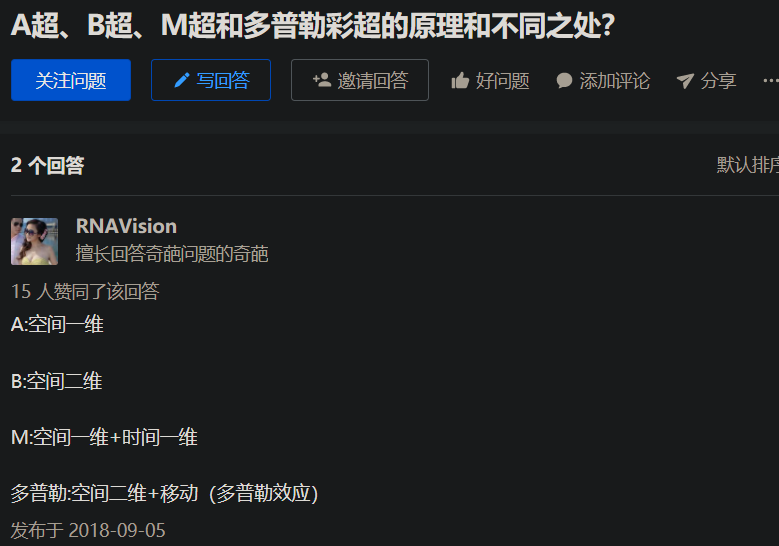 A超、B超、M超和多普勒彩超的原理和不同之处?
关注问题
写回答
邀请回答
好问题
添加评论
分享
2 个回答
默认排序
RNAVision
擅长回答奇葩问题的奇葩
15 人赞同了该回答
A:空间一维
B:空间二维
M:空间一维+时间一维
多普勒:空间二维+移动（多普勒效应）
发布于 2018-09-05